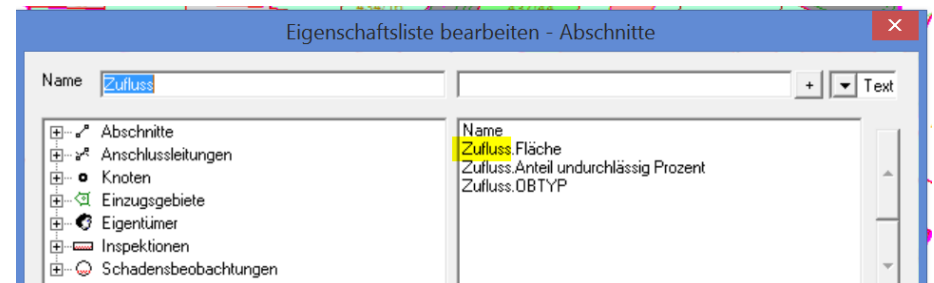 Eigenschaftsliste bearbeiten - Abschnitte
Name Zufluss + Text
Abschnitte
Anschlussleitungen
Knoten
Einzugsgebiete
Eigentümer
Inspektionen
Schadensbeobachtungen
Name
Zufluss.Fläche
Zufluss.Anteil undurchlässig Prozent
Zufluss.OBTYP